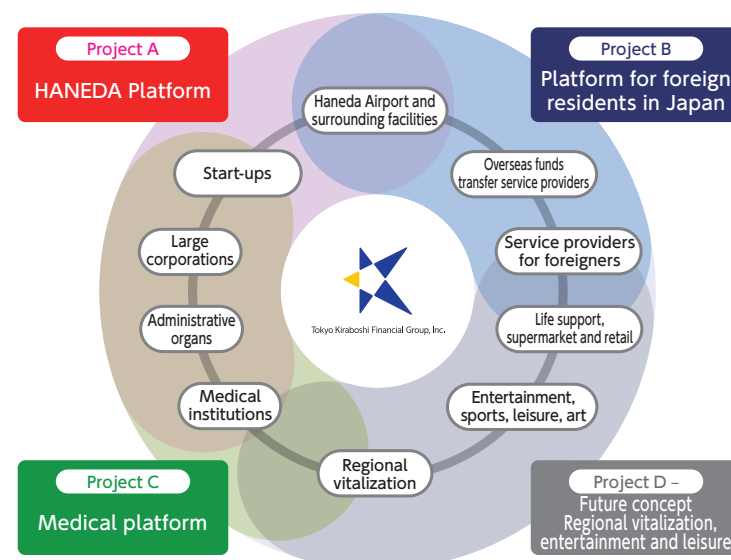 Project A
HANEDA Platform
Project B
Platform for foreign
residents in Japan
Haneda Airport and
surrounding facilities
Start-ups
Overseas funds
transfer service providers
Large
corporations
Service providers
for foreigners
Tokyo Kiraboshi Financial Group, Inc.
Administrative
organs
Life support,
supermarket and retail
Medical
institutions
Entertainment,
sports, leisure, art
Regional
vitalization
Project C
Medical platform
Project D –
Future concept
Regional vitalization,
entertainment and leisure